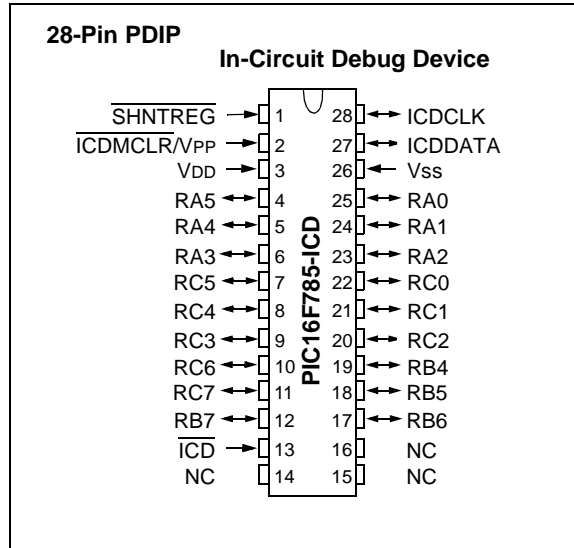 28-Pin PDIP
In-Circuit Debug Device
SHNTREG 1 28 ICDCLK
ICDMCLR/VPP 2 27 ICDDATA
VDD 3 26 Vss
RA5 4 25 RA0
RA4 5 24 RA1
RA3 6 23 RA2
RC5 7 22 RC0
RC4 8 21 RC1
RC3 9 20 RC2
RC6 10 19 RB4
RC7 11 18 RB5
RB7 12 17 RB6
ICD 13 16 NC
NC 14 15 NC
PIC16F785-ICD